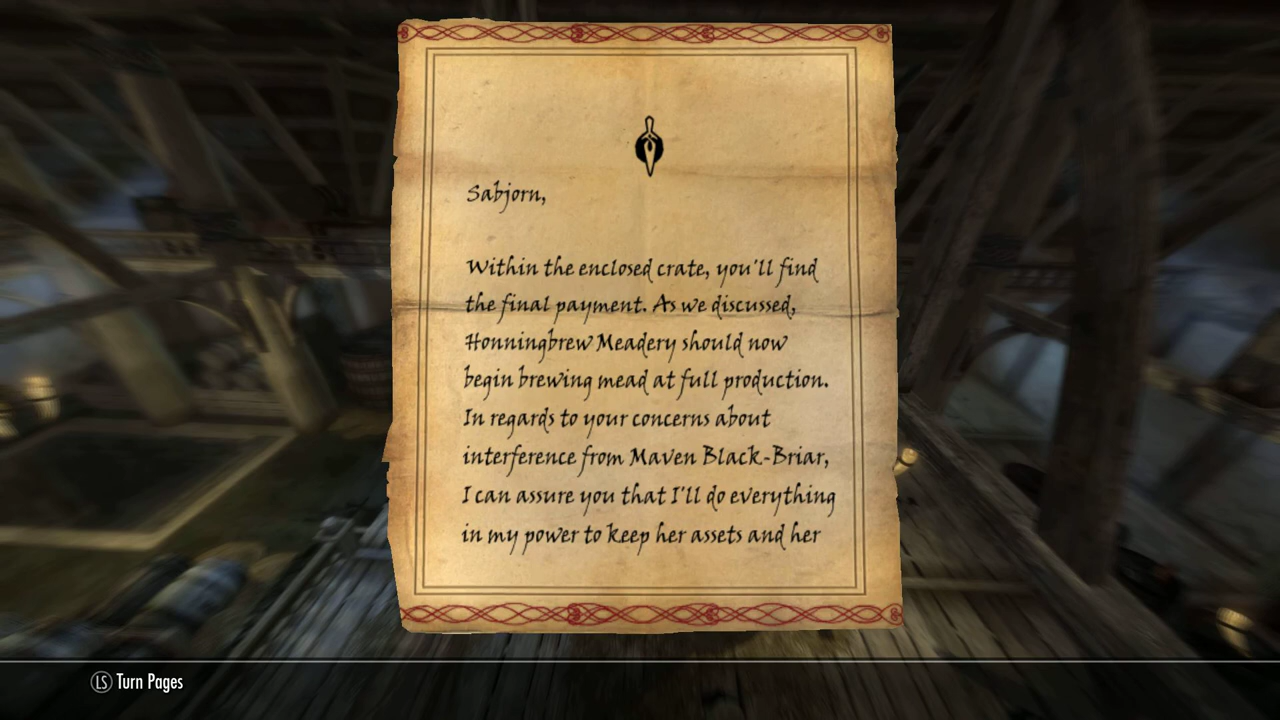 Sabjorn,
Within the enclosed crate, you'll find
the final payment. As we discussed,
Honningbrew Meadery should now
begin brewing mead at full production.
In regards to your concerns about
interference from Maven Black-Briar,
I can assure you that I'll do everything
in my power to keep her assets and her
LS Turn Pages